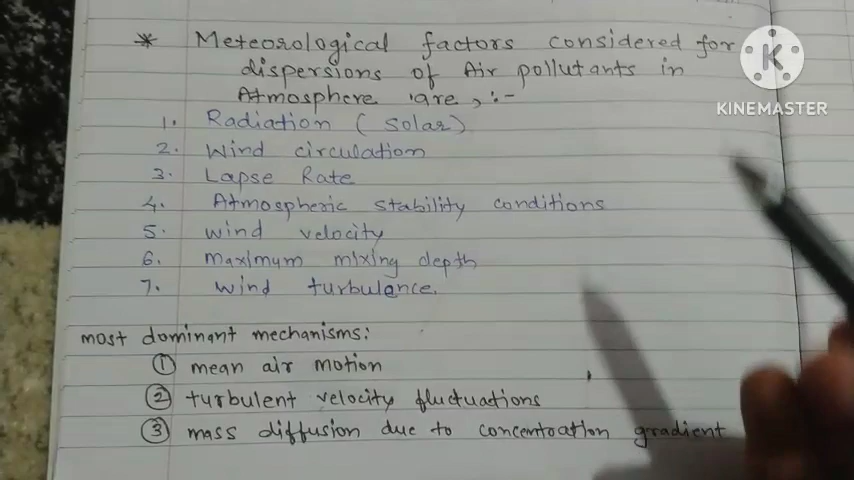 * Meteorological factors considered for
dispersions of Air pollutants in
Atmosphere are, :-
1. Radiation (solar)
2. Wind circulation
3. Lapse Rate
4. Atmospheric stability conditions
5. wind velocity
6. maximum mixing depth
7. wind turbulance.
most dominant mechanisms:
① mean air motion
② turbulent velocity fluctuations
③ mass diffusion due to concentration gradient
K
KINEMASTER